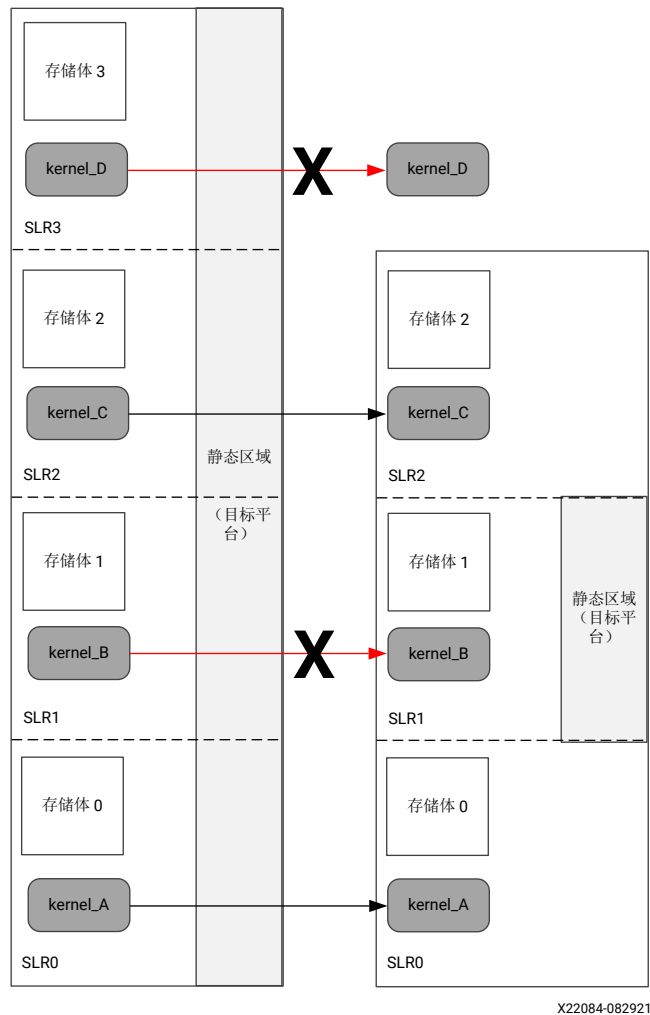 存储体 3
kernel_D
kernel_D
SLR3
存储体 2
存储体 2
kernel_C
kernel_C
静态区域
SLR2
SLR2
（目标平
台）
存储体 1
存储体 1
静态区域
（目标平
台）
kernel_B
kernel_B
SLR1
SLR1
存储体 0
存储体 0
kernel_A
kernel_A
SLR0
SLR0
X22084-082921